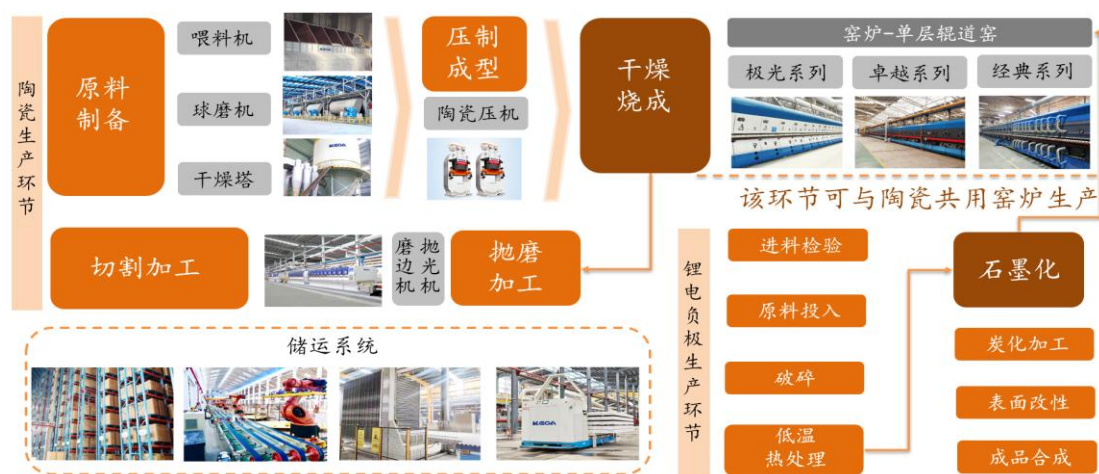 陶瓷生产环节
原料
制备
喂料机
球磨机
干燥塔
KEDA
压制
成型
陶瓷压机
干燥
烧成
窑炉-单层辊道窑
极光系列
卓越系列
经典系列
该环节可与陶瓷共用窑炉生产
切割加工
磨边机
抛光机
抛磨
加工
储运系统
KEDA
锂电负极生产环节
进料检验
原料投入
破碎
低温
热处理
石墨化
炭化加工
表面改性
成品合成